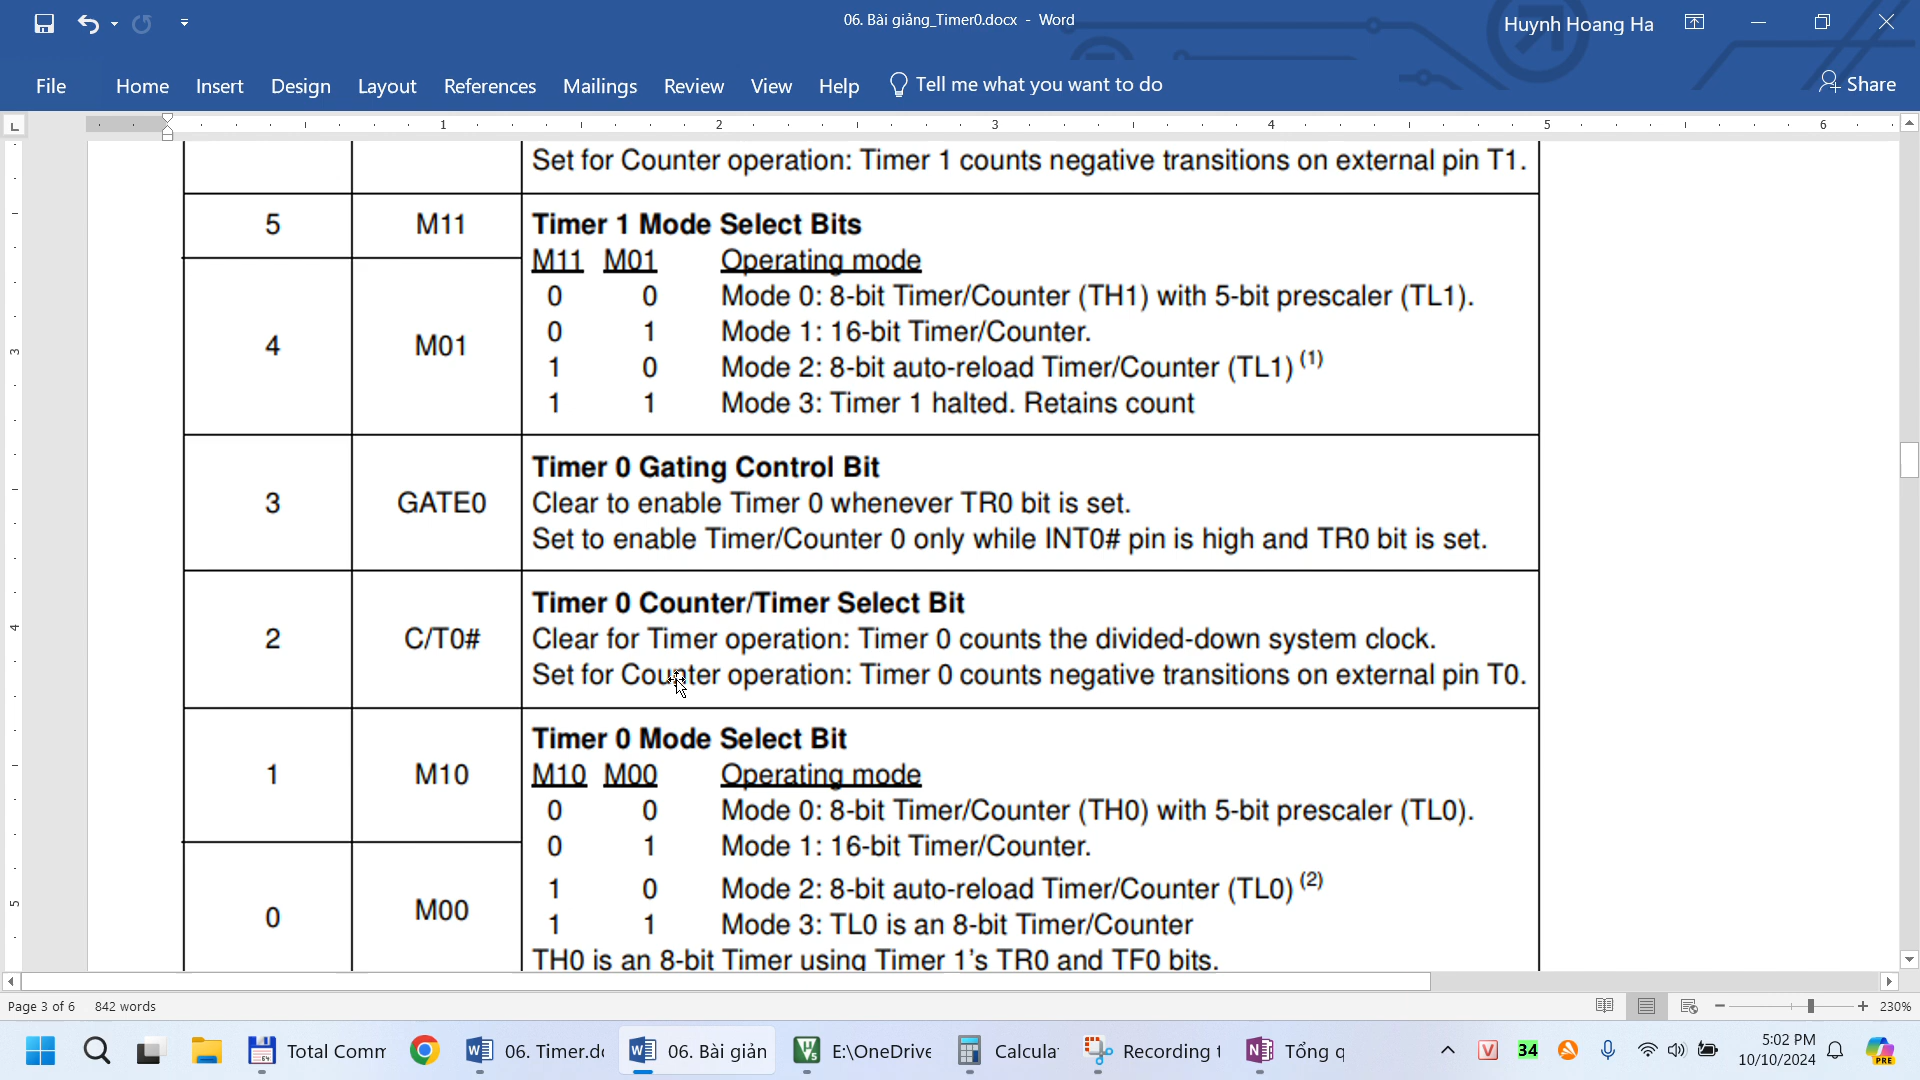 06. Bài giảng_Timer0.docx - Word
Huynh Hoang Ha
File Home Insert Design Layout References Mailings Review View Help Tell me what you want to do Share
L 1 2 3 4 5 6
Set for Counter operation: Timer 1 counts negative transitions on external pin T1.
5 M11 Timer 1 Mode Select Bits
M11 M01 Operating mode
0 0 Mode 0: 8-bit Timer/Counter (TH1) with 5-bit prescaler (TL1).
0 1 Mode 1: 16-bit Timer/Counter.
4 M01
1 0 Mode 2: 8-bit auto-reload Timer/Counter (TL1) (1)
1 1 Mode 3: Timer 1 halted. Retains count
Timer 0 Gating Control Bit
3 GATE0 Clear to enable Timer 0 whenever TR0 bit is set.
Set to enable Timer/Counter 0 only while INT0# pin is high and TR0 bit is set.
Timer 0 Counter/Timer Select Bit
2 C/T0# Clear for Timer operation: Timer 0 counts the divided-down system clock.
Set for Counter operation: Timer 0 counts negative transitions on external pin T0.
Timer 0 Mode Select Bit
1 M10 M10 M00 Operating mode
0 0 Mode 0: 8-bit Timer/Counter (TH0) with 5-bit prescaler (TL0).
0 1 Mode 1: 16-bit Timer/Counter.
1 0 Mode 2: 8-bit auto-reload Timer/Counter (TL0) (2)
0 M00
1 1 Mode 3: TL0 is an 8-bit Timer/Counter
TH0 is an 8-bit Timer using Timer 1's TR0 and TF0 bits.
3
4
5
Page 3 of 6 842 words 230%
Total Comm 06. Timer.do 06. Bài giản E:\OneDrive Calcula Recording t Tổng q V 34 5:02 PM
10/10/2024
PRE